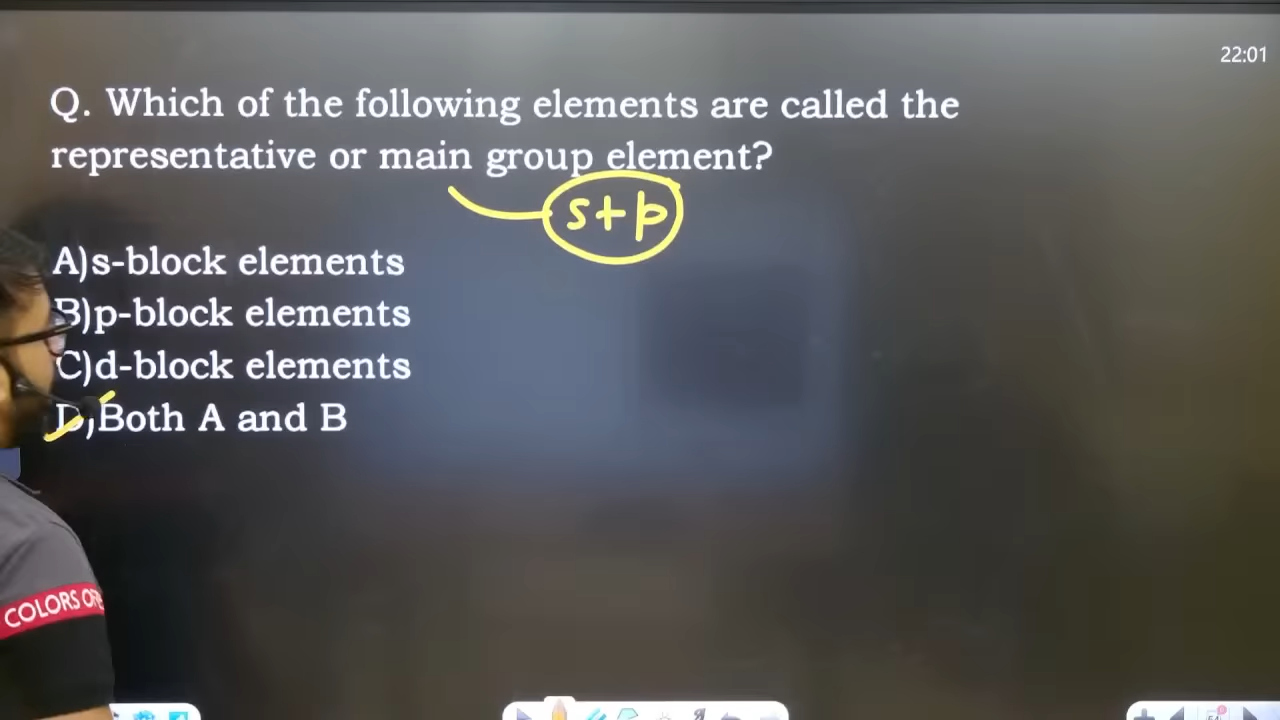 22:01
Q. Which of the following elements are called the
representative or main group element?
s+p
A)s-block elements
B)p-block elements
C)d-block elements
D)Both A and B
COLORS OF